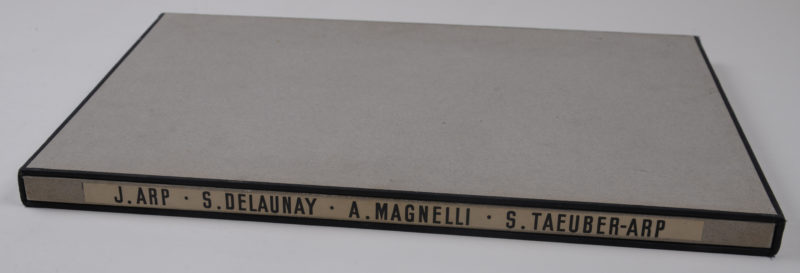 J. ARP · S. DELAUNAY · A. MAGNELLI · S. TAEUBER-ARP